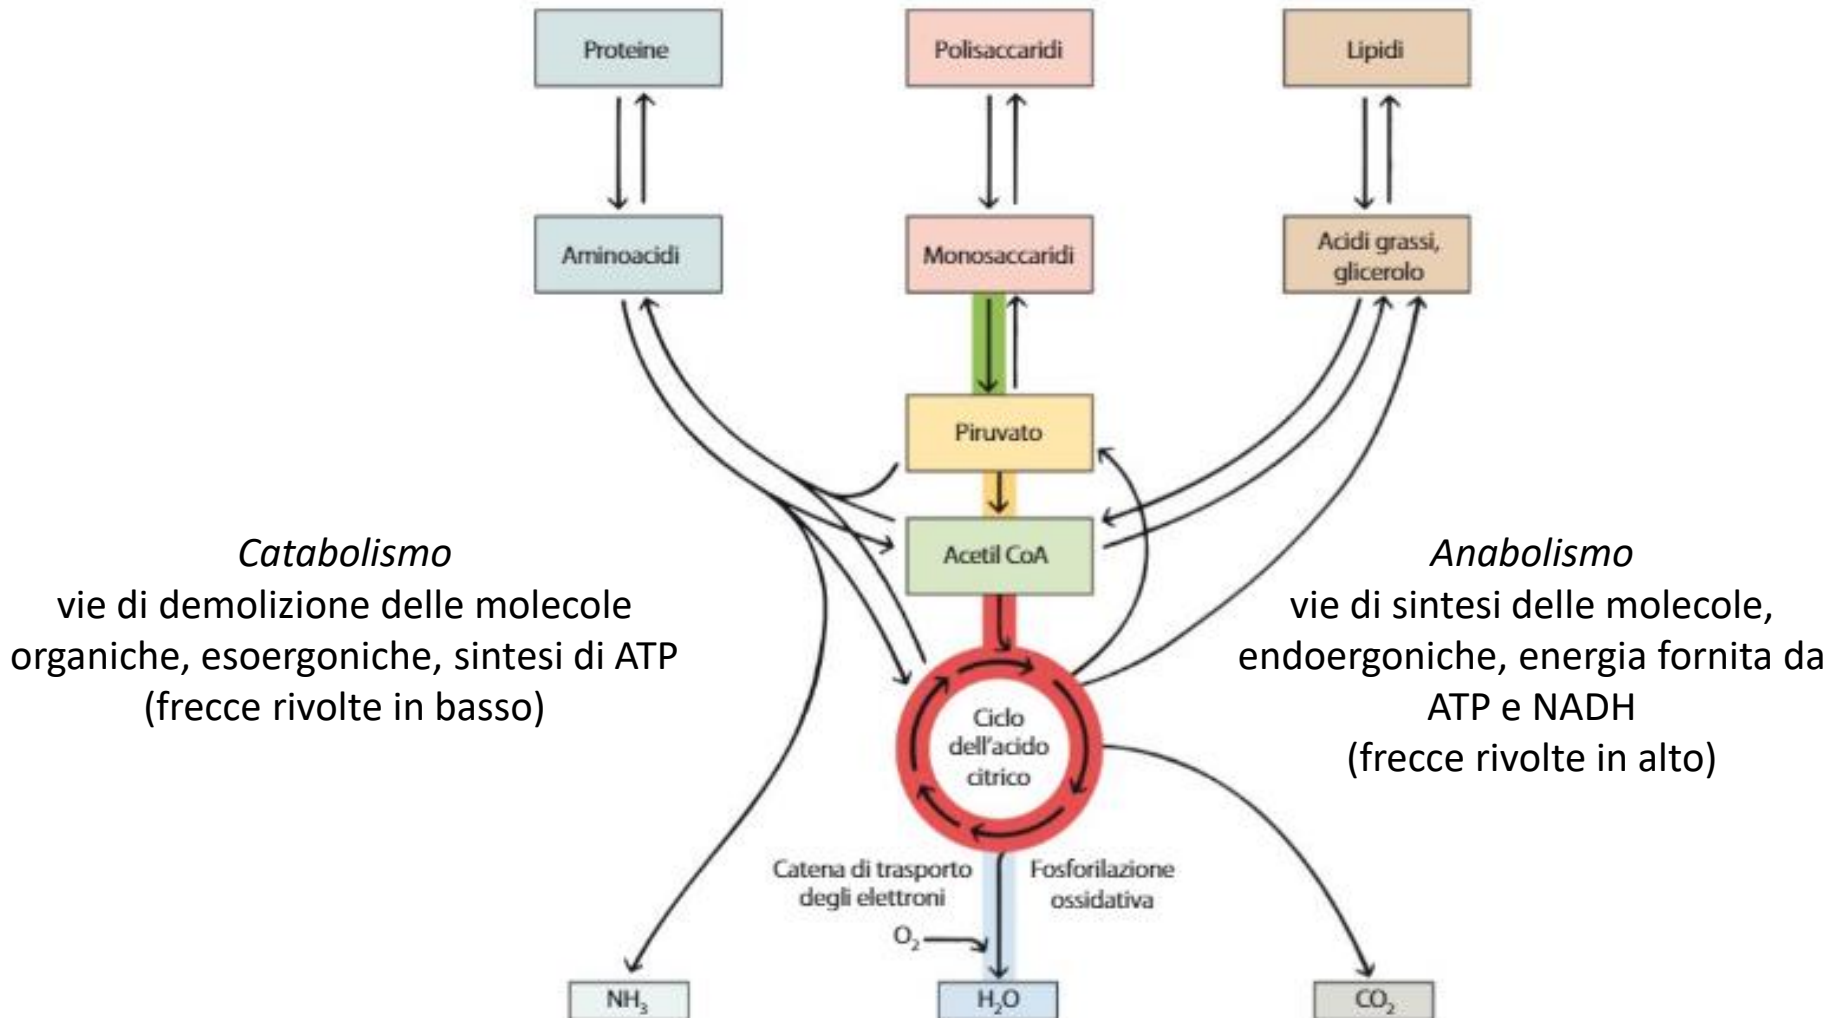 Proteine
Polisaccaridi
Lipidi
Aminoacidi
Monosaccaridi
Acidi grassi,
glicerolo
Piruvato
Acetil CoA
Catabolismo
vie di demolizione delle molecole
organiche, esoergoniche, sintesi di ATP
(frecce rivolte in basso)
Anabolismo
vie di sintesi delle molecole,
endoergoniche, energia fornita da
ATP e NADH
(frecce rivolte in alto)
Ciclo
dell'acido
citrico
Catena di trasporto
degli elettroni
Fosforilazione
ossidativa
O₂
NH₃
H₂O
CO₂